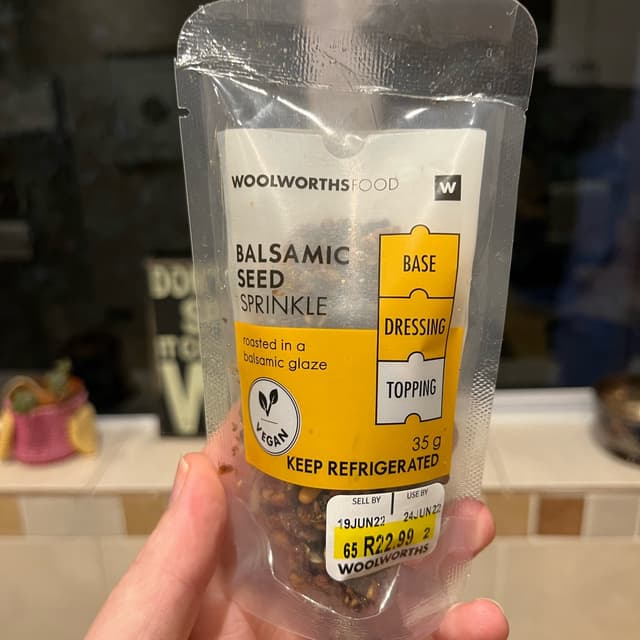 WOOLWORTHSFOOD W
BALSAMIC
SEED
SPRINKLE
roasted in a
balsamic glaze
VEGAN
BASE
DRESSING
TOPPING
35 g
KEEP REFRIGERATED
SELL BY USE BY
19JUN22 24JUN22
65 R22.99 2
WOOLWORTHS